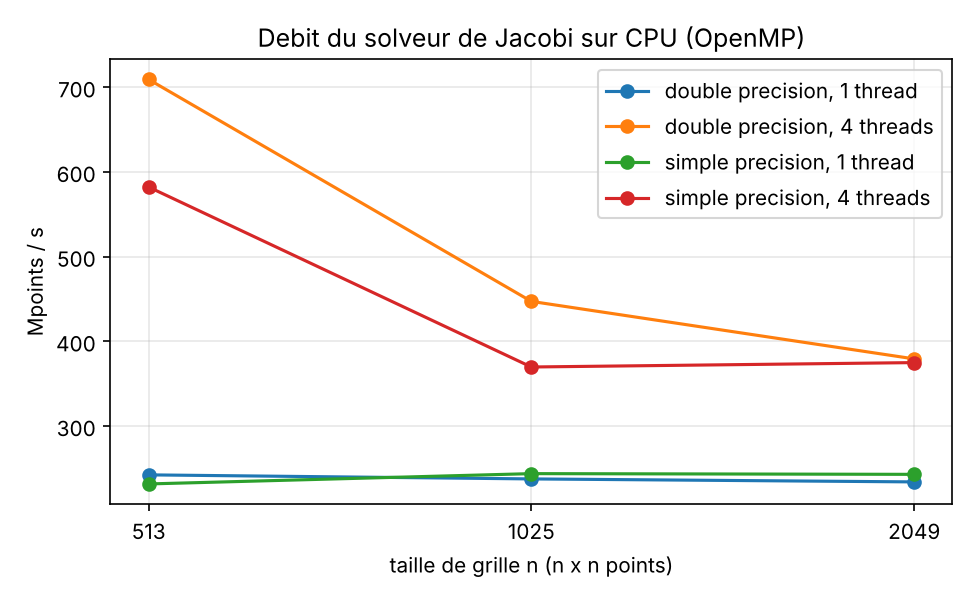 Debit du solveur de Jacobi sur CPU (OpenMP)
double precision, 1 thread
double precision, 4 threads
simple precision, 1 thread
simple precision, 4 threads
Mpoints / s
700
600
500
400
300
513 1025 2049
taille de grille n (n x n points)